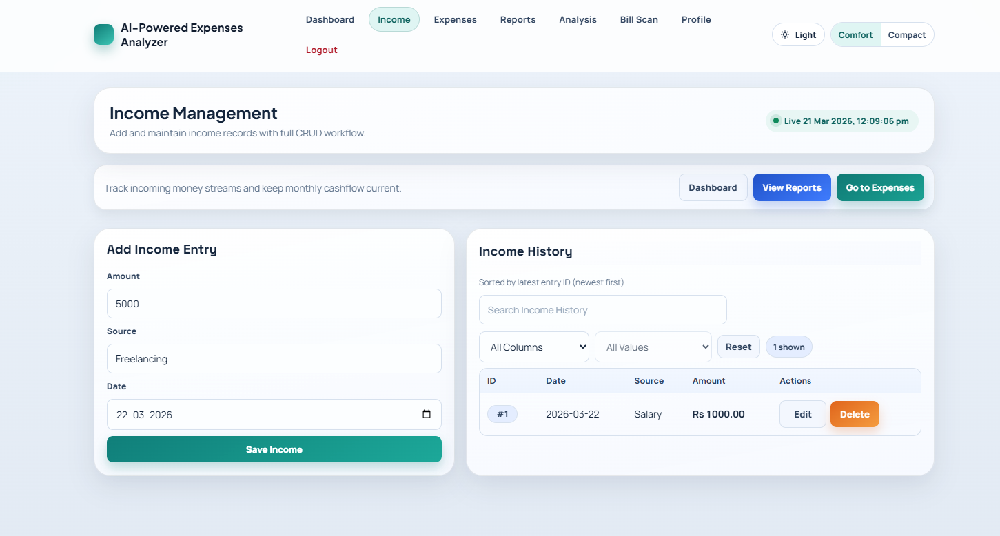 AI-Powered Expenses
Analyzer
Dashboard Income Expenses Reports Analysis Bill Scan Profile
Logout
Light Comfort Compact
Income Management
Add and maintain income records with full CRUD workflow.
Live 21 Mar 2026, 12:09:06 pm
Track incoming money streams and keep monthly cashflow current.
Dashboard View Reports Go to Expenses
Add Income Entry
Amount
5000
Source
Freelancing
Date
22-03-2026
Save Income
Income History
Sorted by latest entry ID (newest first).
Search Income History
All Columns All Values Reset 1 shown
ID Date Source Amount Actions
#1 2026-03-22 Salary Rs 1000.00 Edit Delete